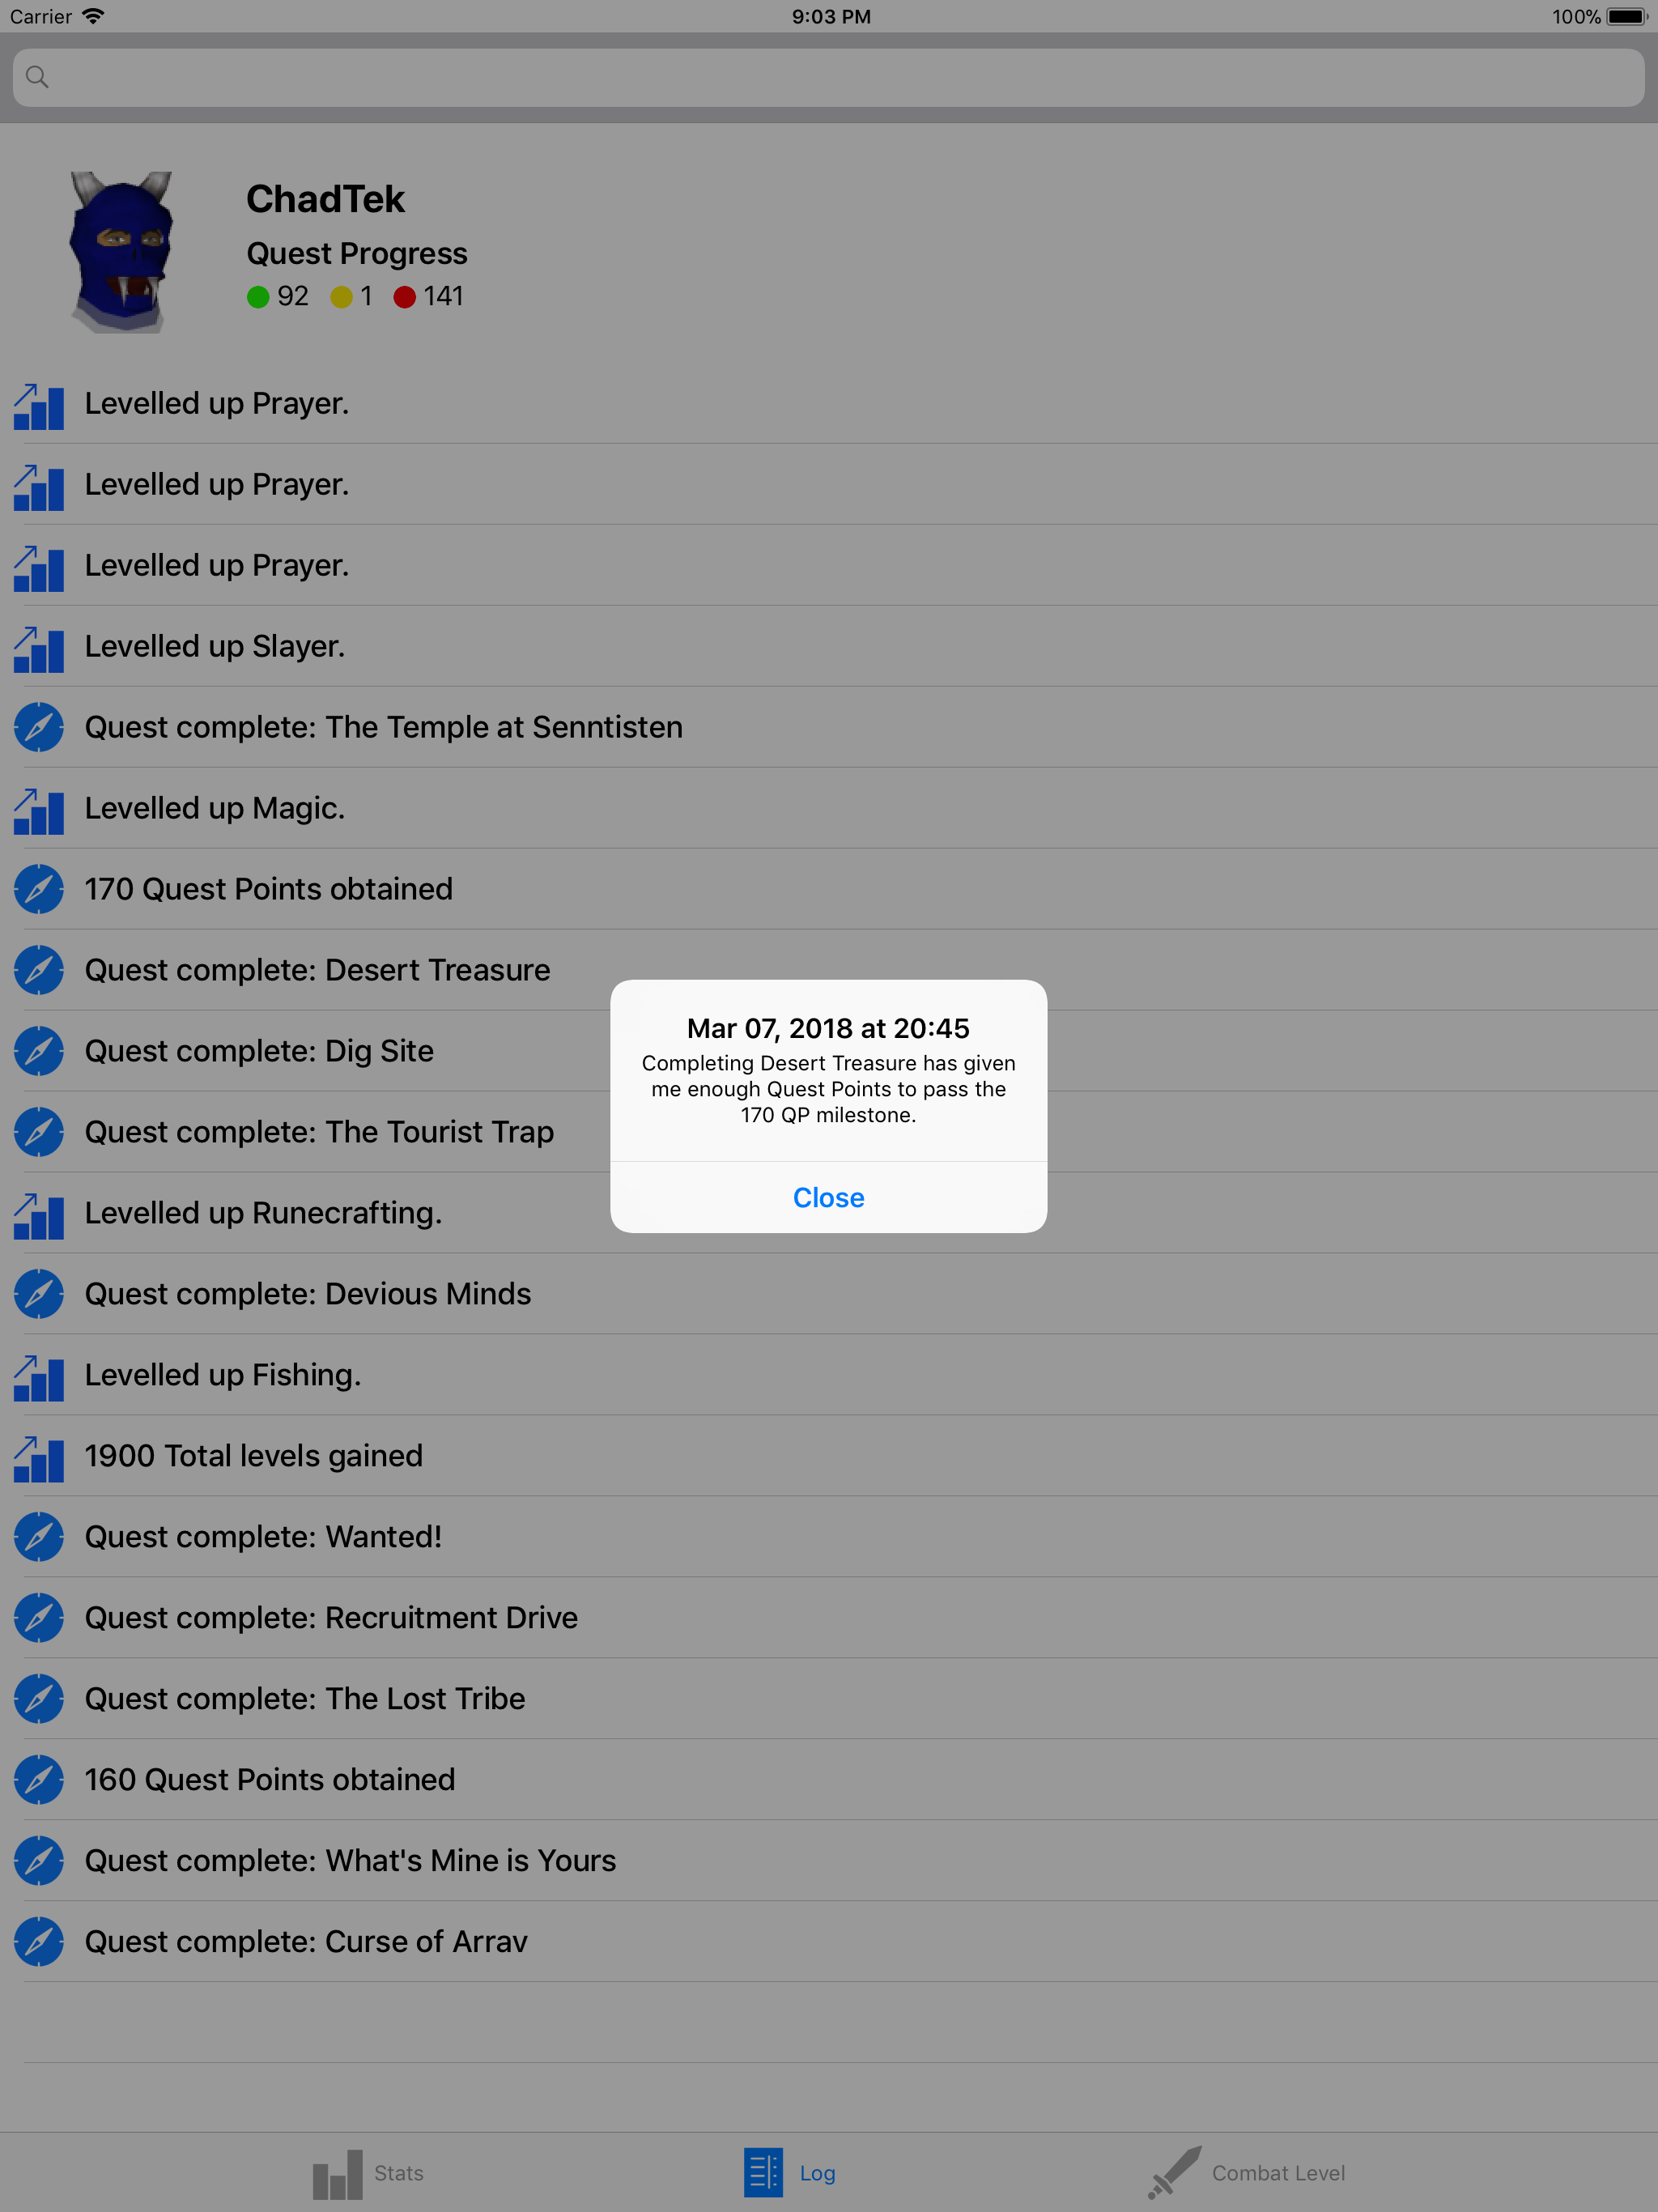 Carrier 9:03 PM 100%
ChadTek
Quest Progress
92 1 141
Levelled up Prayer.
Levelled up Prayer.
Levelled up Prayer.
Levelled up Slayer.
Quest complete: The Temple at Senntisten
Levelled up Magic.
170 Quest Points obtained
Quest complete: Desert Treasure
Mar 07, 2018 at 20:45
Completing Desert Treasure has given
me enough Quest Points to pass the
170 QP milestone.
Close
Quest complete: Dig Site
Quest complete: The Tourist Trap
Levelled up Runecrafting.
Quest complete: Devious Minds
Levelled up Fishing.
1900 Total levels gained
Quest complete: Wanted!
Quest complete: Recruitment Drive
Quest complete: The Lost Tribe
160 Quest Points obtained
Quest complete: What's Mine is Yours
Quest complete: Curse of Arrav
Stats Log Combat Level